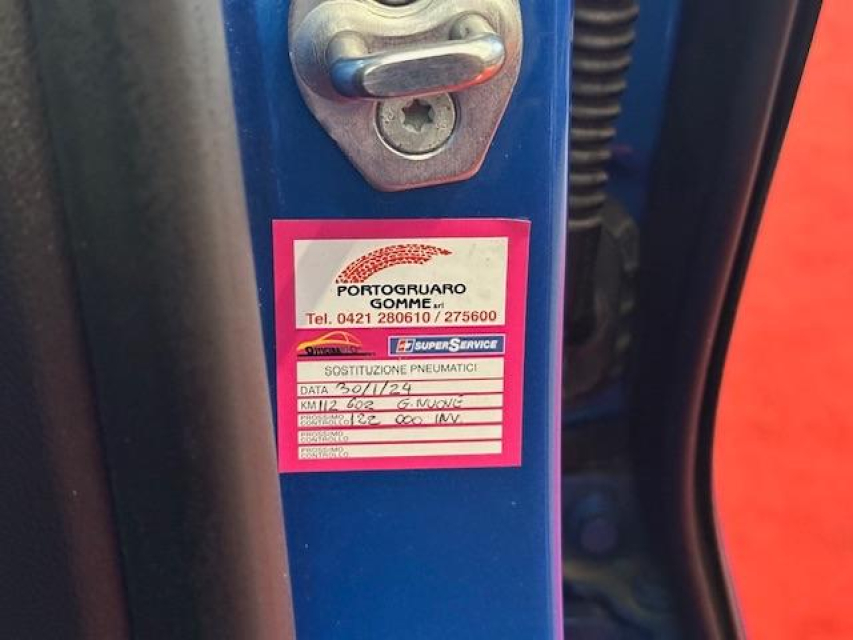 PORTOGRUARO
GOMME srl
Tel. 0421 280610 / 275600
SUPERSERVICE
SOSTITUZIONE PNEUMATICI
DATA 30/1/24
KM 112 602 G. NUOVE
PROSSIMO CONTROLLO 122 000 INV.
PROSSIMO CONTROLLO
PROSSIMO CONTROLLO